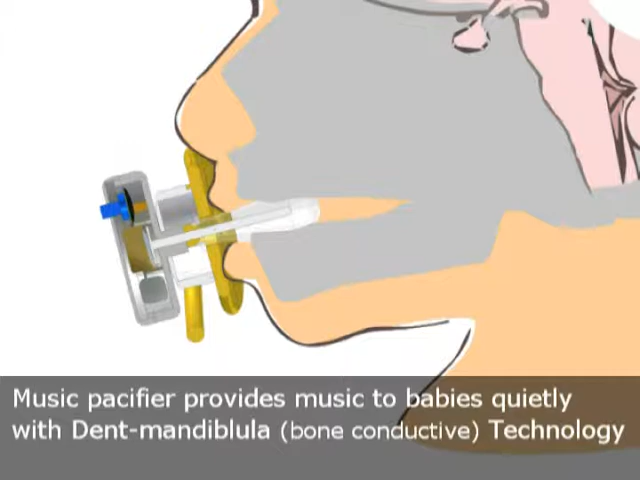 Music pacifier provides music to babies quietly
with Dent-mandiblula (bone conductive) Technology